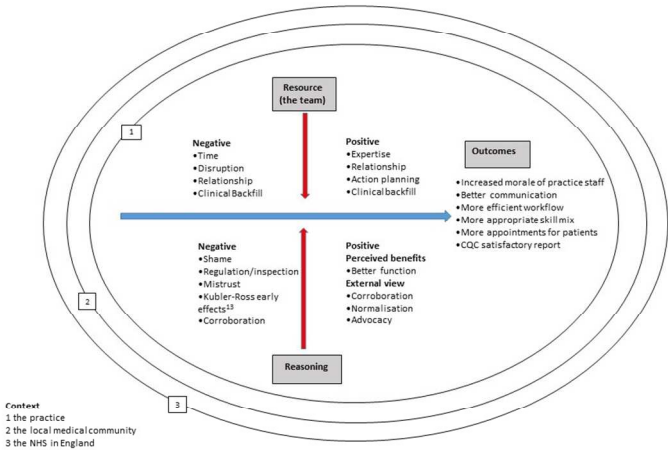 Resource
(the team)
1
Negative
•Time
•Disruption
•Relationship
•Clinical Backfill
Positive
•Expertise
•Relationship
•Action planning
•Clinical backfill
Outcomes
•Increased morale of practice staff
•Better communication
•More efficient workflow
•More appropriate skill mix
•More appointments for patients
•CQC satisfactory report
Negative
•Shame
•Regulation/inspection
•Mistrust
•Kubler-Ross early
effects13
•Corroboration
Positive
Perceived benefits
•Better function
External view
•Corroboration
•Normalisation
•Advocacy
2
Reasoning
3
Context
1 the practice
2 the local medical community
3 the NHS in England